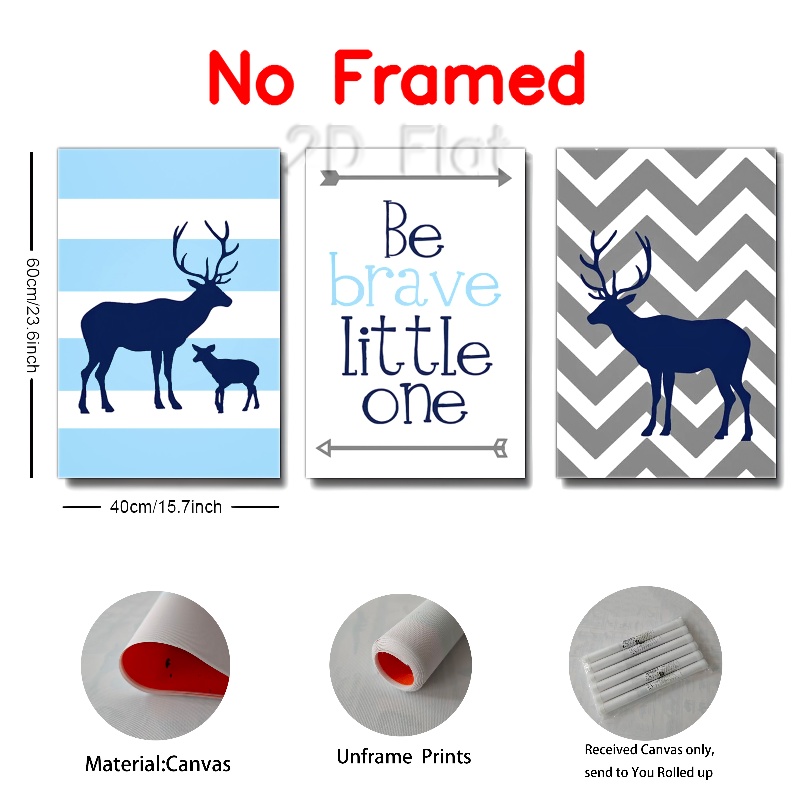 No Framed
2D Flat
60cm/23.6inch
Be
brave
little
one
40cm/15.7inch
Material:Canvas
Unframe Prints
Received Canvas only,
send to You Rolled up